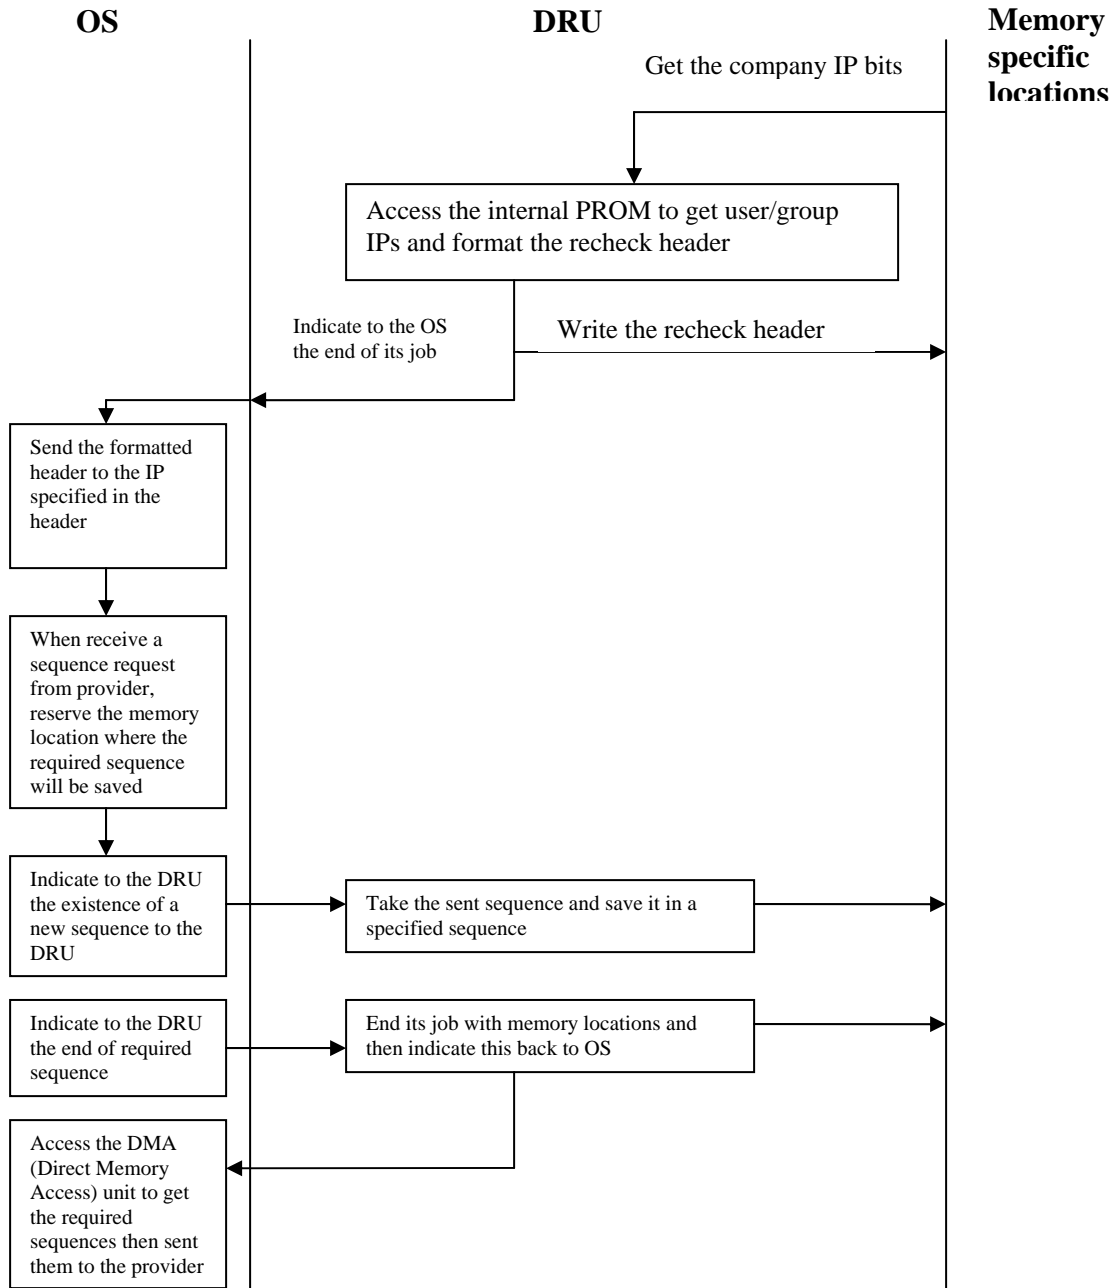 OS
DRU
Memory
specific
locations
Get the company IP bits
Access the internal PROM to get user/group
IPs and format the recheck header
Indicate to the OS
the end of its job
Write the recheck header
Send the formatted
header to the IP
specified in the
header
When receive a
sequence request
from provider,
reserve the memory
location where the
required sequence
will be saved
Indicate to the DRU
the existence of a
new sequence to the
DRU
Take the sent sequence and save it in a
specified sequence
Indicate to the DRU
the end of required
sequence
End its job with memory locations and
then indicate this back to OS
Access the DMA
(Direct Memory
Access) unit to get
the required
sequences then sent
them to the provider